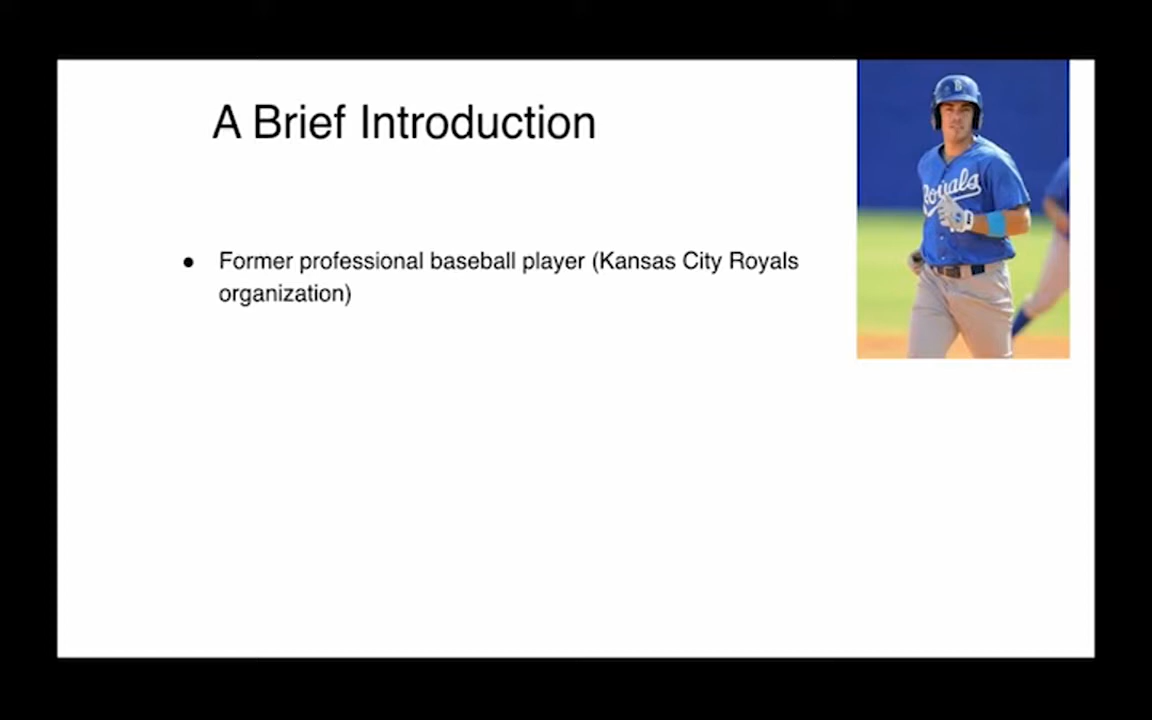 A Brief Introduction
● Former professional baseball player (Kansas City Royals
organization)
B
Royals